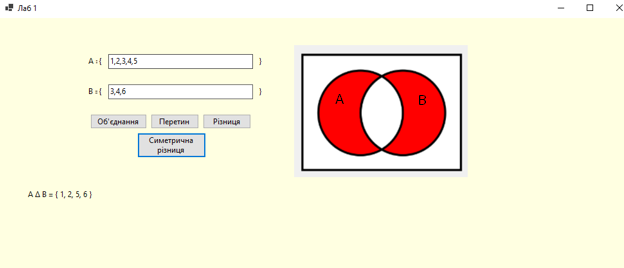 Лаб 1
A = { 1,2,3,4,5 }
B = { 3,4,6 }
Об'єднання Перетин Різниця
Симетрична
різниця
A B
A Δ B = { 1, 2, 5, 6 }